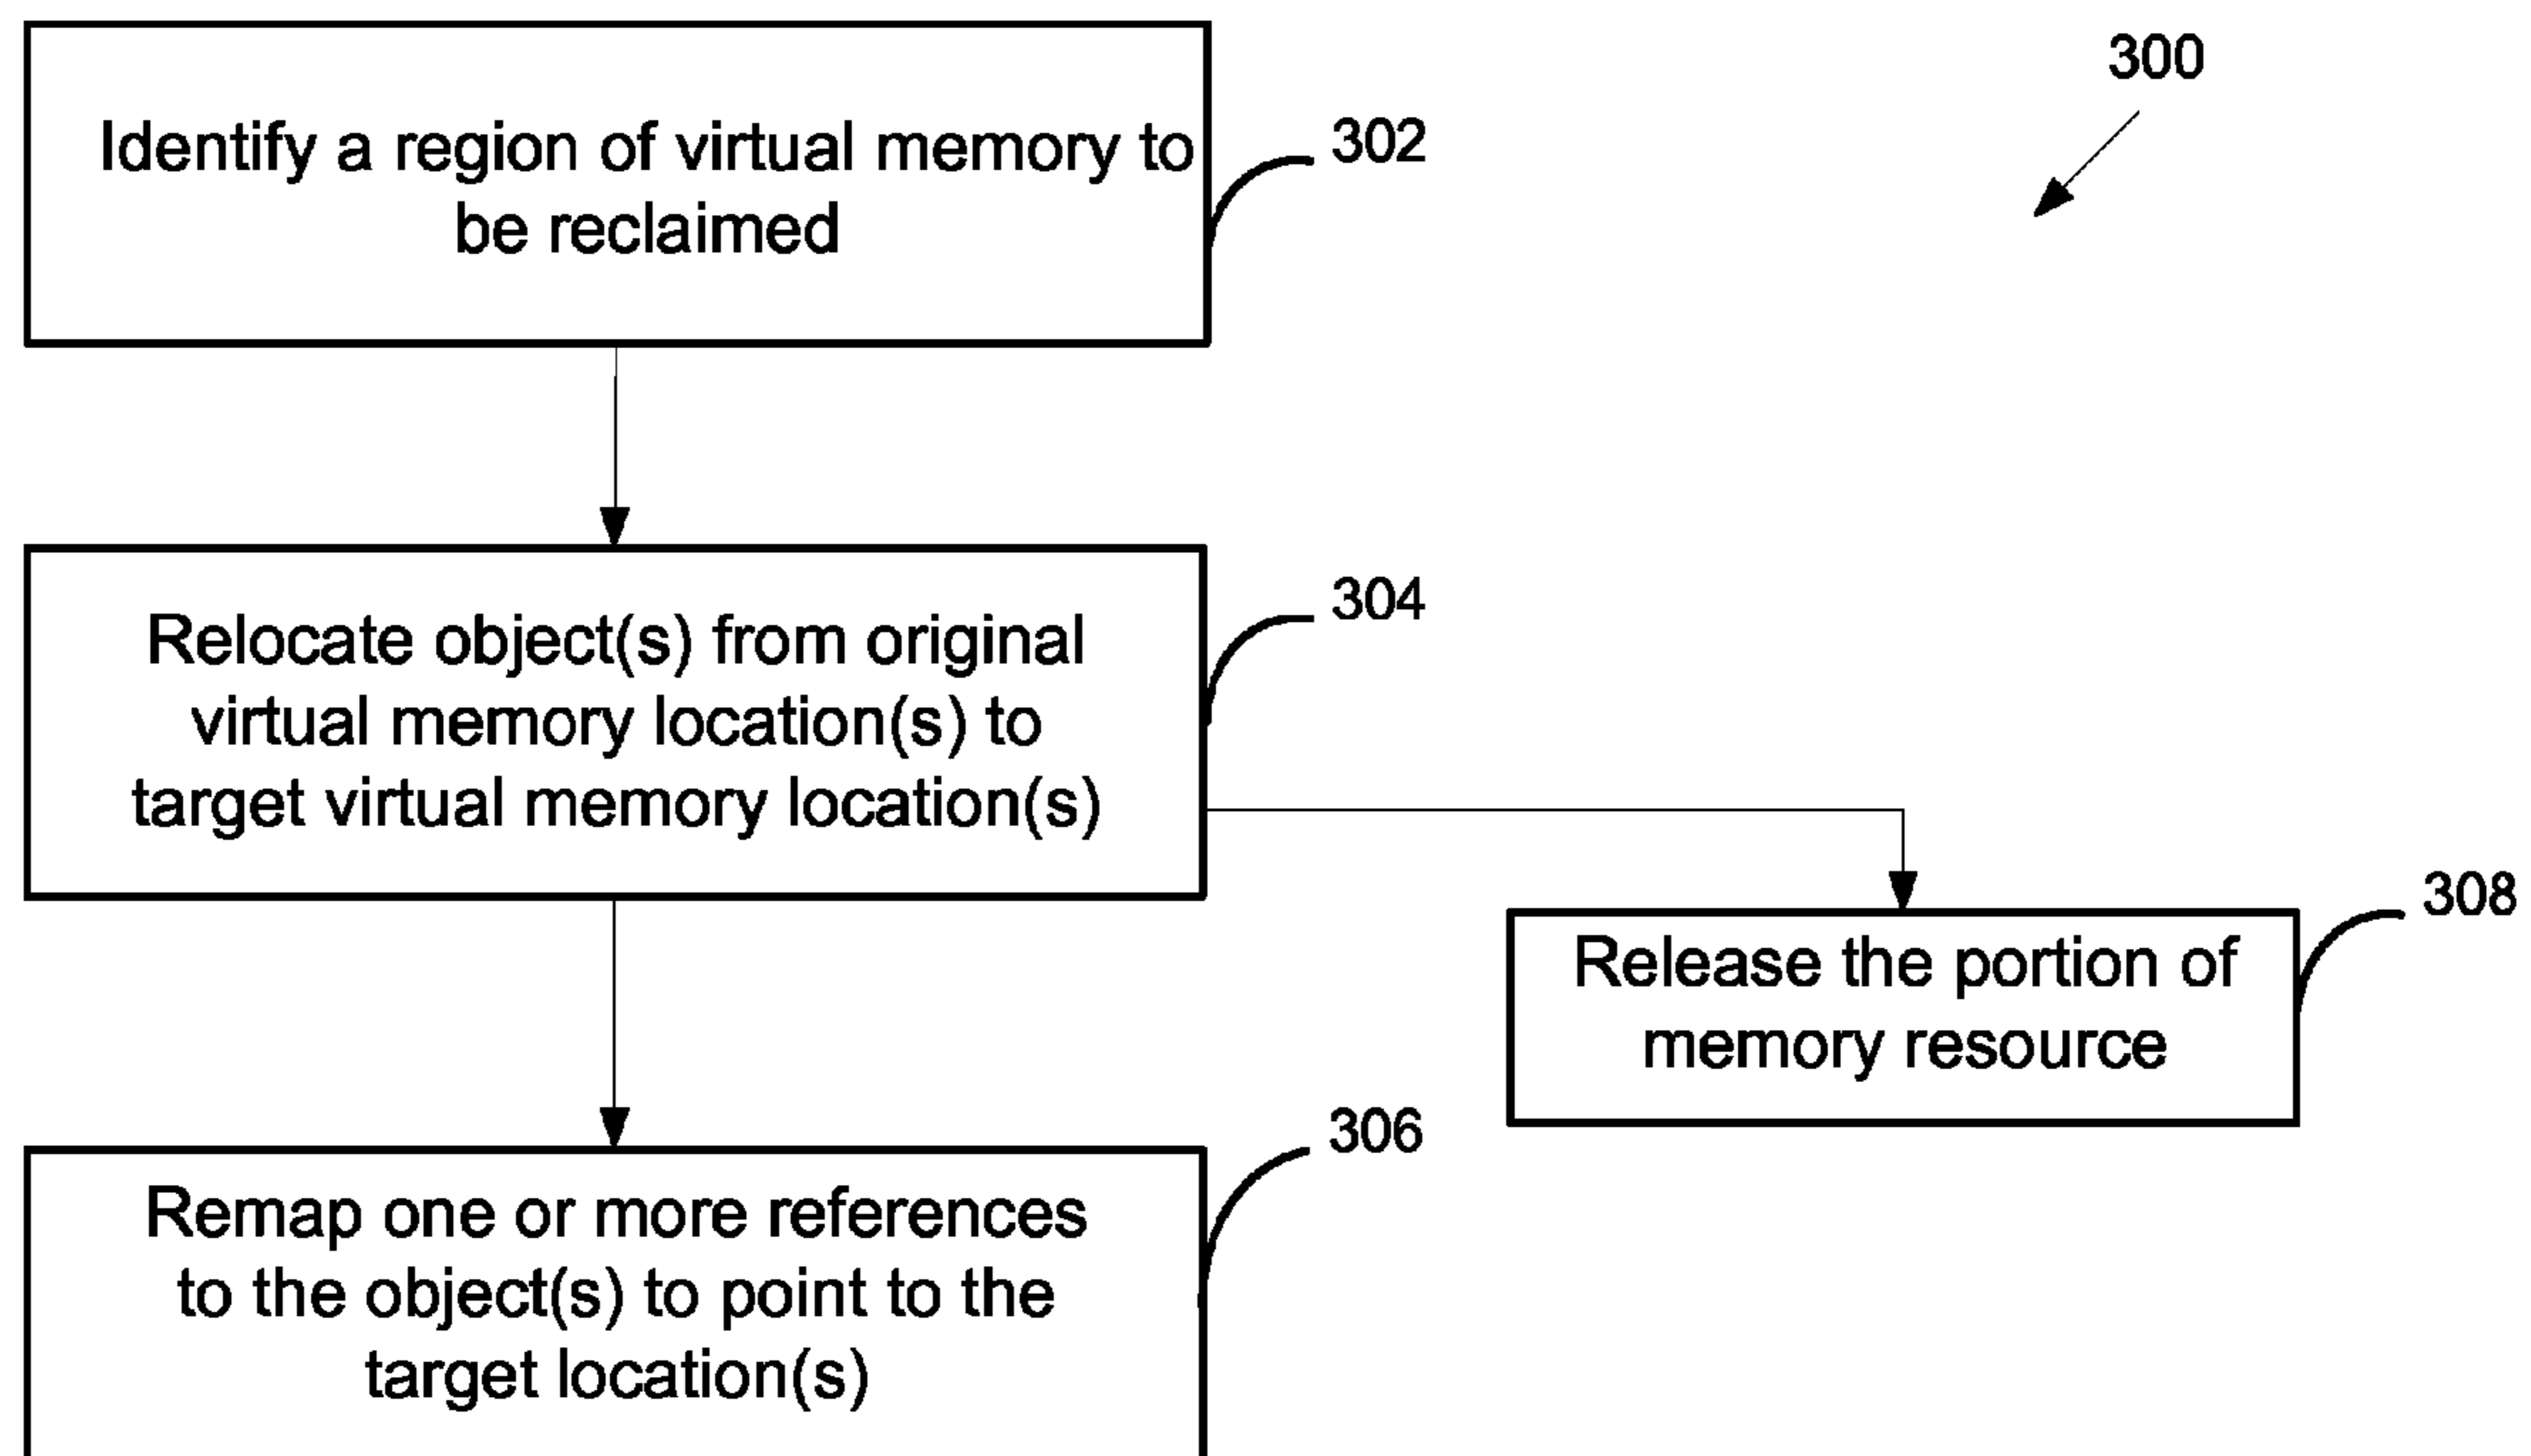 300
Identify a region of virtual memory to
be reclaimed
302
Relocate object(s) from original
virtual memory location(s) to
target virtual memory location(s)
304
Release the portion of
memory resource
308
Remap one or more references
to the object(s) to point to the
target location(s)
306